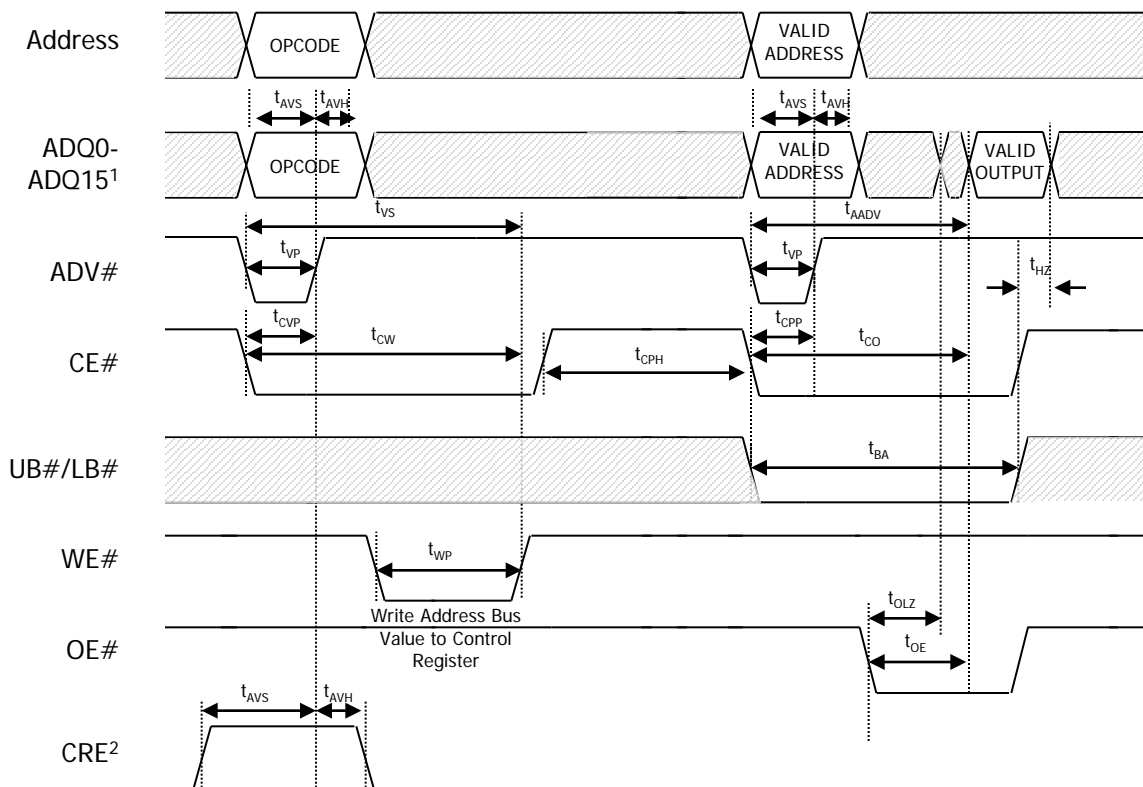 Address
OPCODE
VALID
ADDRESS
tAVS
tAVH
tAVS
tAVH
ADQ0-
ADQ15¹
OPCODE
VALID
ADDRESS
VALID
OUTPUT
tVS
tAADV
ADV#
tVP
tVP
tHZ
CE#
tCVP
tCW
tCPH
tCPP
tCO
UB#/LB#
tBA
WE#
tWP
Write Address Bus
Value to Control
Register
OE#
tOLZ
tOE
tAVS
tAVH
CRE²